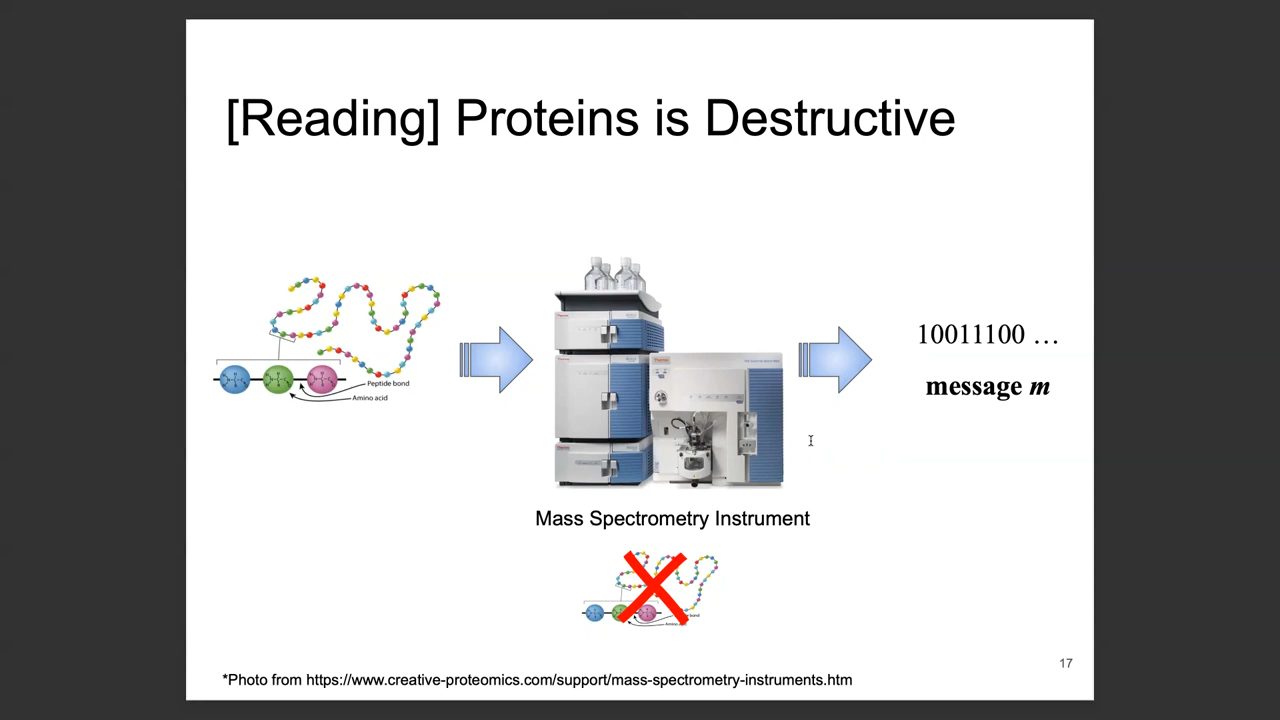 [Reading] Proteins is Destructive
Peptide bond
Amino acid
10011100 ...
message m
Mass Spectrometry Instrument
17
*Photo from https://www.creative-proteomics.com/support/mass-spectrometry-instruments.htm